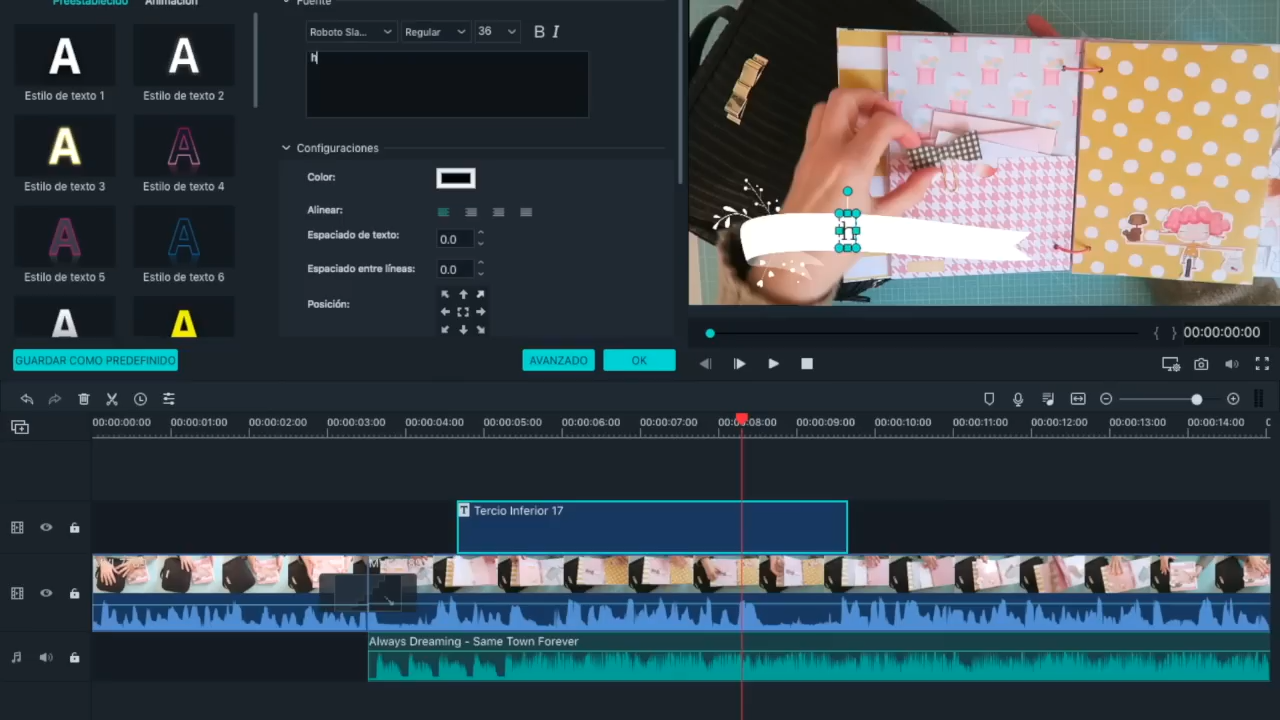 Preestablecido Animación
Estilo de texto 1
Estilo de texto 2
Estilo de texto 3
Estilo de texto 4
Estilo de texto 5
Estilo de texto 6
GUARDAR COMO PREDEFINIDO
Fuente
Roboto Sla... Regular 36 B I
h
Configuraciones
Color:
Alinear:
Espaciado de texto: 0.0
Espaciado entre líneas: 0.0
Posición:
AVANZADO OK
h
{ } 00:00:00:00
00:00:00:00 00:00:01:00 00:00:02:00 00:00:03:00 00:00:04:00 00:00:05:00 00:00:06:00 00:00:07:00 00:00:08:00 00:00:09:00 00:00:10:00 00:00:11:00 00:00:12:00 00:00:13:00 00:00:14:00
T Tercio Inferior 17
Always Dreaming - Same Town Forever